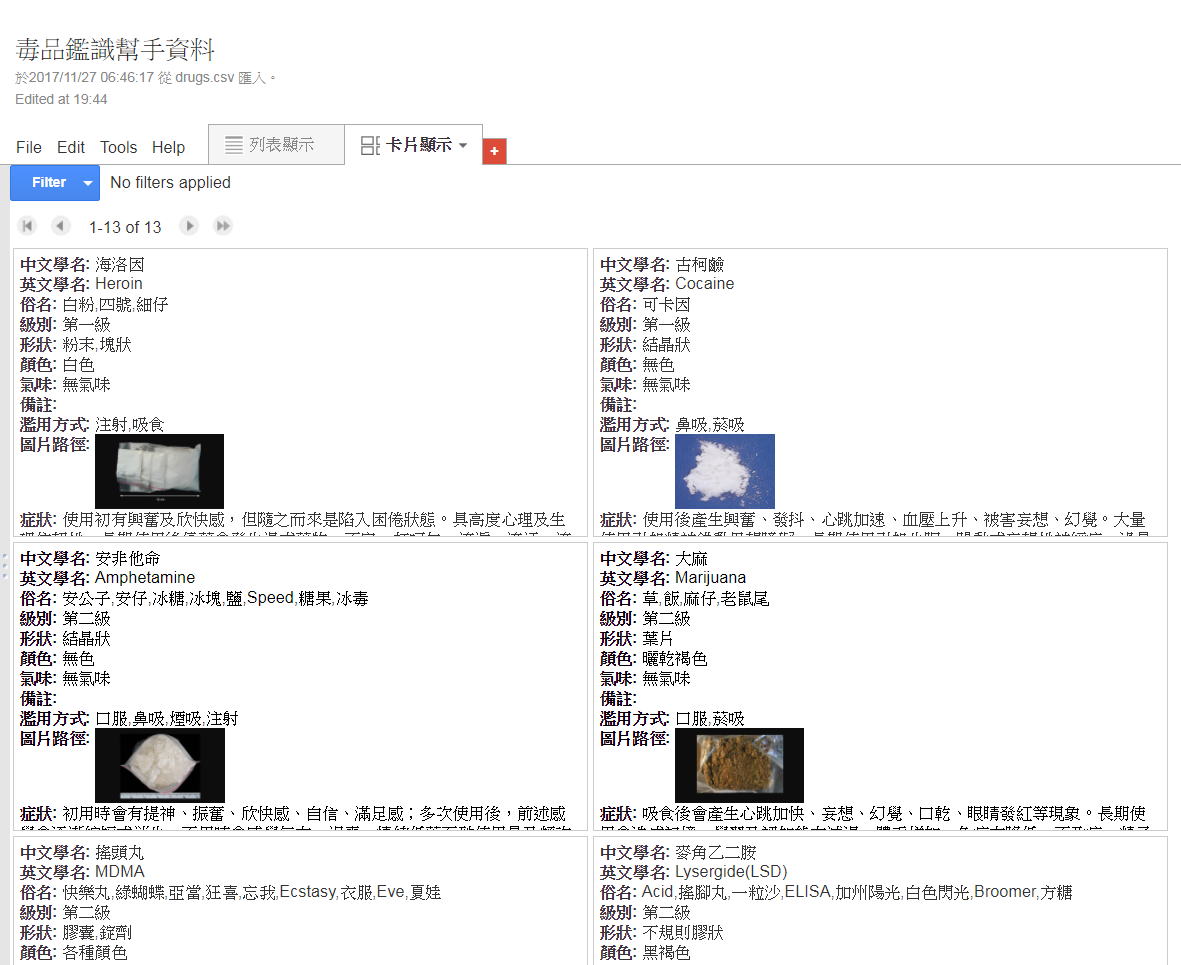 毒品鑑識幫手資料
於2017/11/27 06:46:17 從 drugs.csv 匯入。
Edited at 19:44
File Edit Tools Help 列表顯示 卡片顯示 +
Filter No filters applied
1-13 of 13
中文學名: 海洛因
英文學名: Heroin
俗名: 白粉,四號,細仔
級別: 第一級
形狀: 粉末,塊狀
顏色: 白色
氣味: 無氣味
備註:
濫用方式: 注射,吸食
圖片路徑:
症狀: 使用初有興奮及欣快感，但隨之而來是陷入困倦狀態。具高度心理及生
中文學名: 古柯鹼
英文學名: Cocaine
俗名: 可卡因
級別: 第一級
形狀: 結晶狀
顏色: 無色
氣味: 無氣味
備註:
濫用方式: 鼻吸,菸吸
圖片路徑:
症狀: 使用後產生興奮、發抖、心跳加速、血壓上升、被害妄想、幻覺。大量
中文學名: 安非他命
英文學名: Amphetamine
俗名: 安公子,安仔,冰糖,冰塊,鹽,Speed,糖果,冰毒
級別: 第二級
形狀: 結晶狀
顏色: 無色
氣味: 無氣味
備註:
濫用方式: 口服,鼻吸,煙吸,注射
圖片路徑:
症狀: 初用時會有提神、振奮、欣快感、自信、滿足感；多次使用後，前述感
中文學名: 大麻
英文學名: Marijuana
俗名: 草,飯,麻仔,老鼠尾
級別: 第二級
形狀: 葉片
顏色: 曬乾褐色
氣味: 無氣味
備註:
濫用方式: 口服,菸吸
圖片路徑:
症狀: 吸食後會產生心跳加快、妄想、幻覺、口乾、眼睛發紅等現象。長期使
中文學名: 搖頭丸
英文學名: MDMA
俗名: 快樂丸,綠蝴蝶,亞當,狂喜,忘我,Ecstasy,衣服,Eve,夏娃
級別: 第二級
形狀: 膠囊,錠劑
顏色: 各種顏色
中文學名: 麥角乙二胺
英文學名: Lysergide(LSD)
俗名: Acid,搖腳丸,一粒沙,ELISA,加州陽光,白色閃光,Broomer,方糖
級別: 第二級
形狀: 不規則膠狀
顏色: 黑褐色